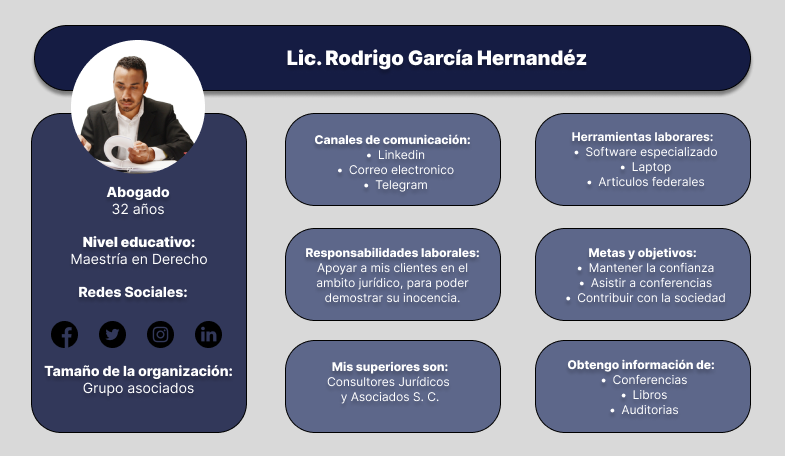 Lic. Rodrigo García Hernandéz
Abogado
32 años
Nivel educativo:
Maestría en Derecho
Redes Sociales:
Tamaño de la organización:
Grupo asociados
Canales de comunicación:
• Linkedin
• Correo electronico
• Telegram
Herramientas laborares:
• Software especializado
• Laptop
• Articulos federales
Responsabilidades laborales:
Apoyar a mis clientes en el
ambito jurídico, para poder
demostrar su inocencia.
Metas y objetivos:
• Mantener la confianza
• Asistir a conferencias
• Contribuir con la sociedad
Mis superiores son:
Consultores Jurídicos
y Asociados S. C.
Obtengo información de:
• Conferencias
• Libros
• Auditorias